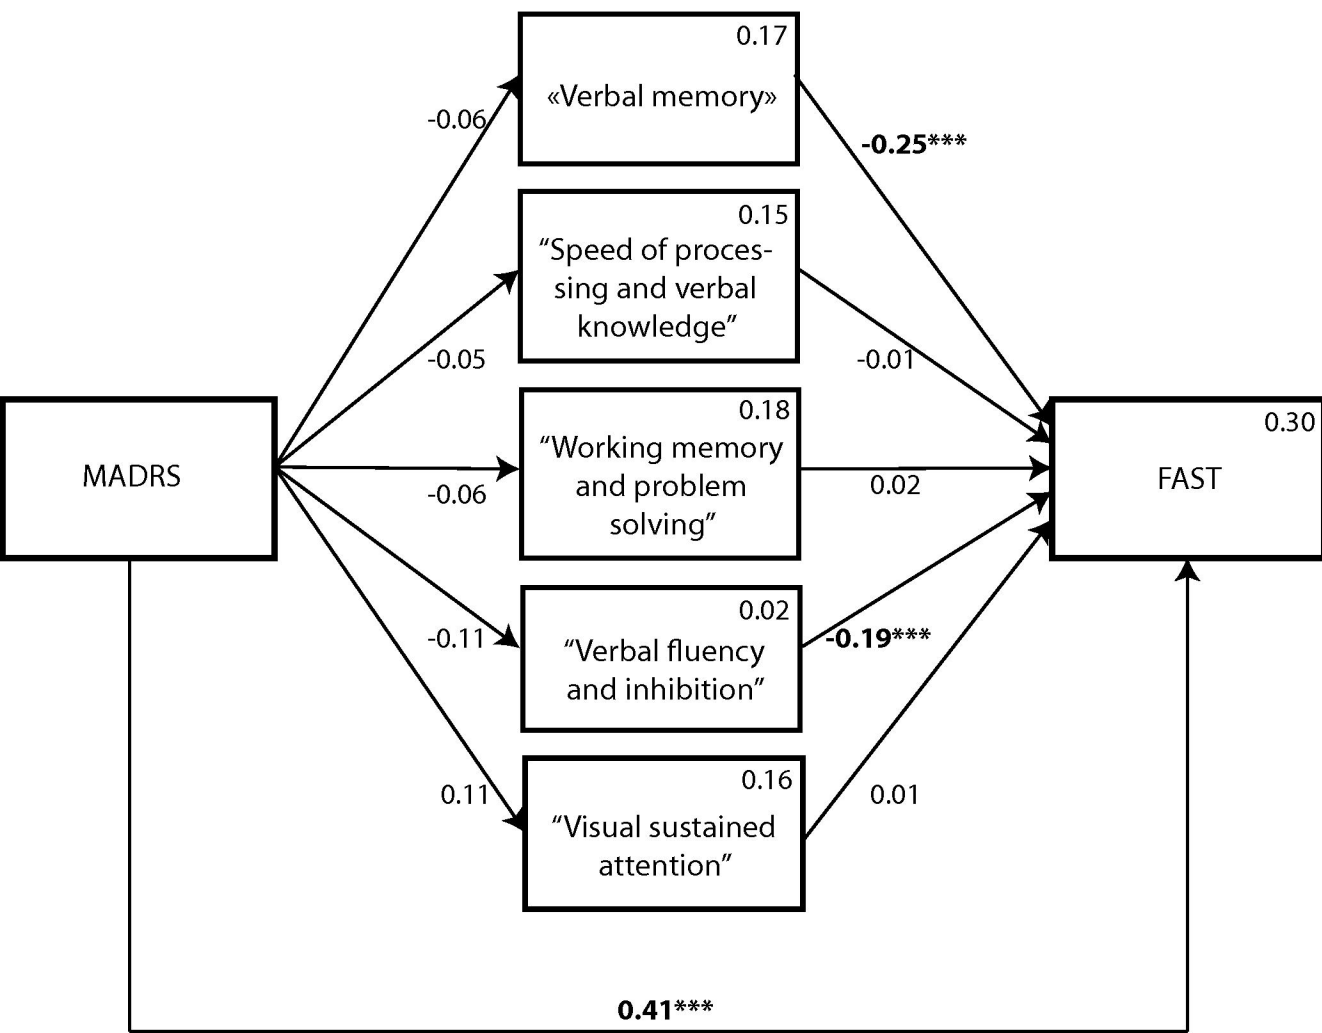 0.17
«Verbal memory»
-0.06
-0.25***
0.15
“Speed of proces-
sing and verbal
knowledge”
-0.05
-0.01
0.18
“Working memory
and problem
solving”
-0.06
0.02
MADRS
0.30
FAST
0.02
“Verbal fluency
and inhibition”
-0.11
-0.19***
0.16
“Visual sustained
attention”
0.11
0.01
0.41***